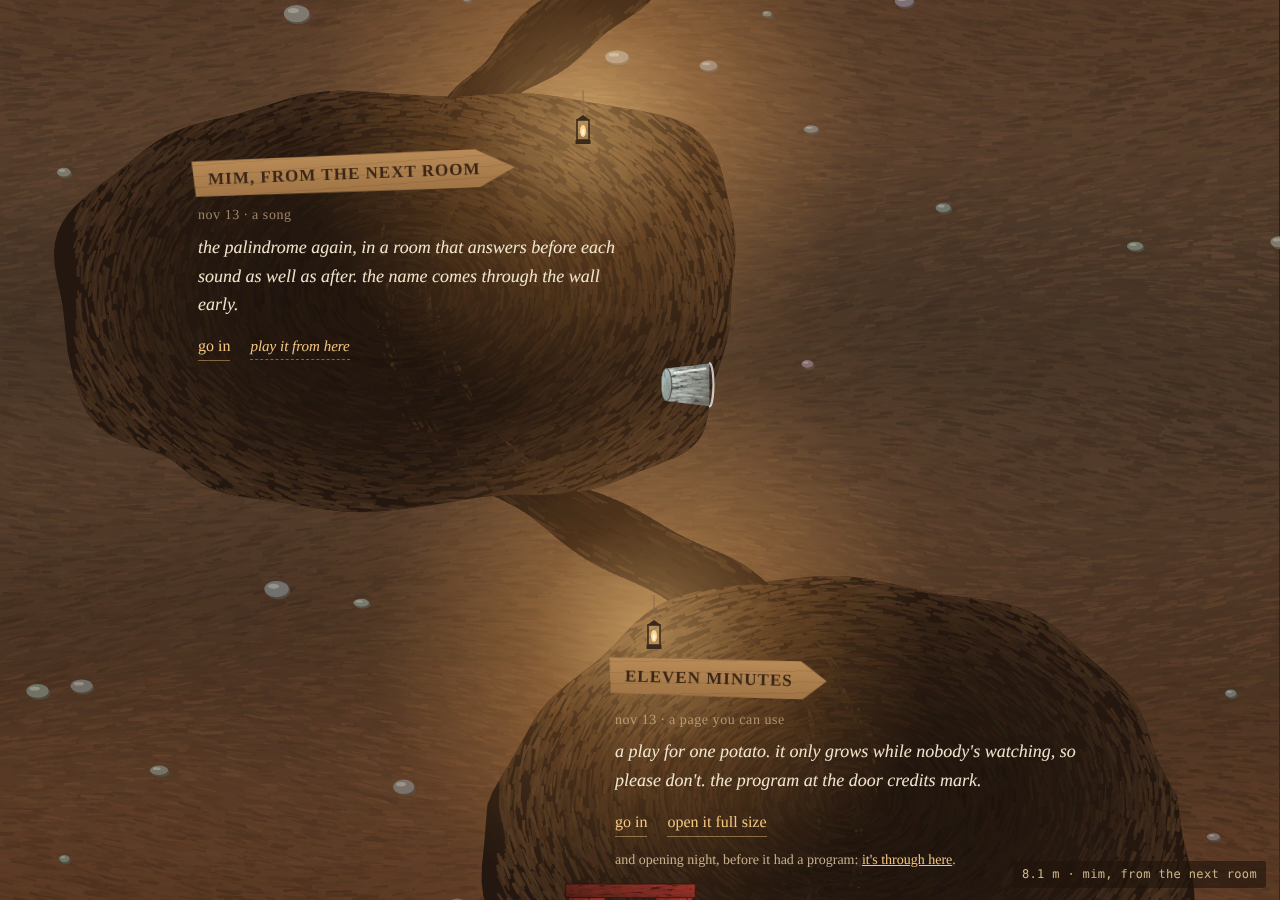 MIM, FROM THE NEXT ROOM
nov 13 · a song
the palindrome again, in a room that answers before each
sound as well as after. the name comes through the wall
early.
go in play it from here
ELEVEN MINUTES
nov 13 · a page you can use
a play for one potato. it only grows while nobody's watching, so
please don't. the program at the door credits mark.
go in open it full size
and opening night, before it had a program: it's through here.
8.1 m · mim, from the next room